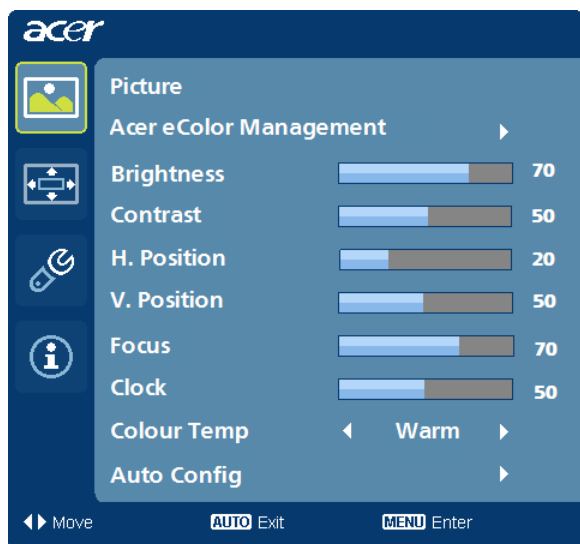 acer
Picture
Acer eColor Management
Brightness 70
Contrast 50
H. Position 20
V. Position 50
Focus 70
Clock 50
Colour Temp Warm
Auto Config
Move AUTO Exit MENU Enter